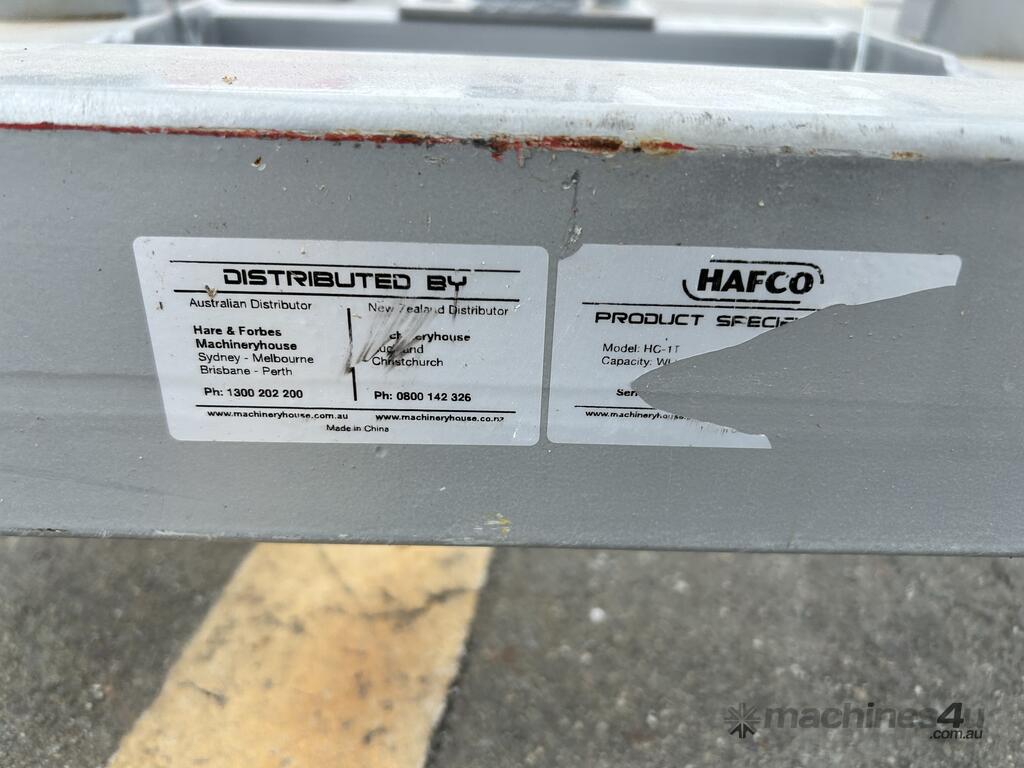 DISTRIBUTED BY
Australian Distributor
Hare & Forbes
Machineryhouse
Sydney - Melbourne
Brisbane - Perth
Ph: 1300 202 200
www.machineryhouse.com.au
New Zealand Distributor
Christchurch
Ph: 0800 142 326
www.machineryhouse.co.nz
Made in China
HAFCO
PRODUCT SPECIF
Model: HC-1T
Capacity:
machines4u
.com.au